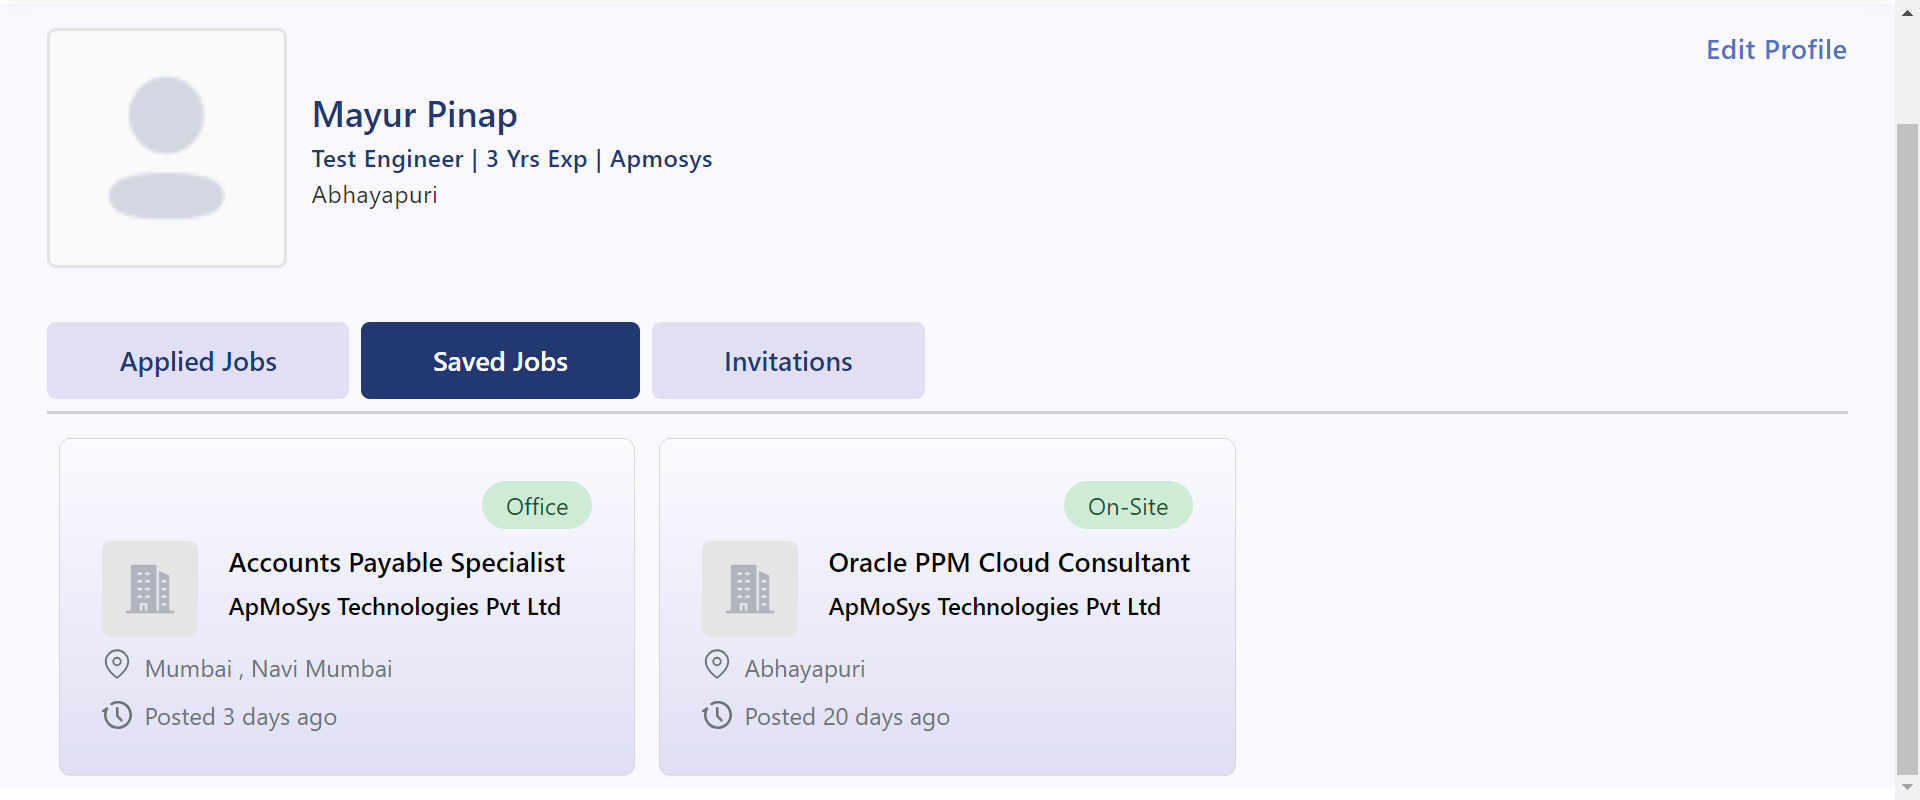 Edit Profile
Mayur Pinap
Test Engineer | 3 Yrs Exp | Apmosys
Abhayapuri
Applied Jobs
Saved Jobs
Invitations
Office
Accounts Payable Specialist
ApMoSys Technologies Pvt Ltd
Mumbai , Navi Mumbai
Posted 3 days ago
On-Site
Oracle PPM Cloud Consultant
ApMoSys Technologies Pvt Ltd
Abhayapuri
Posted 20 days ago